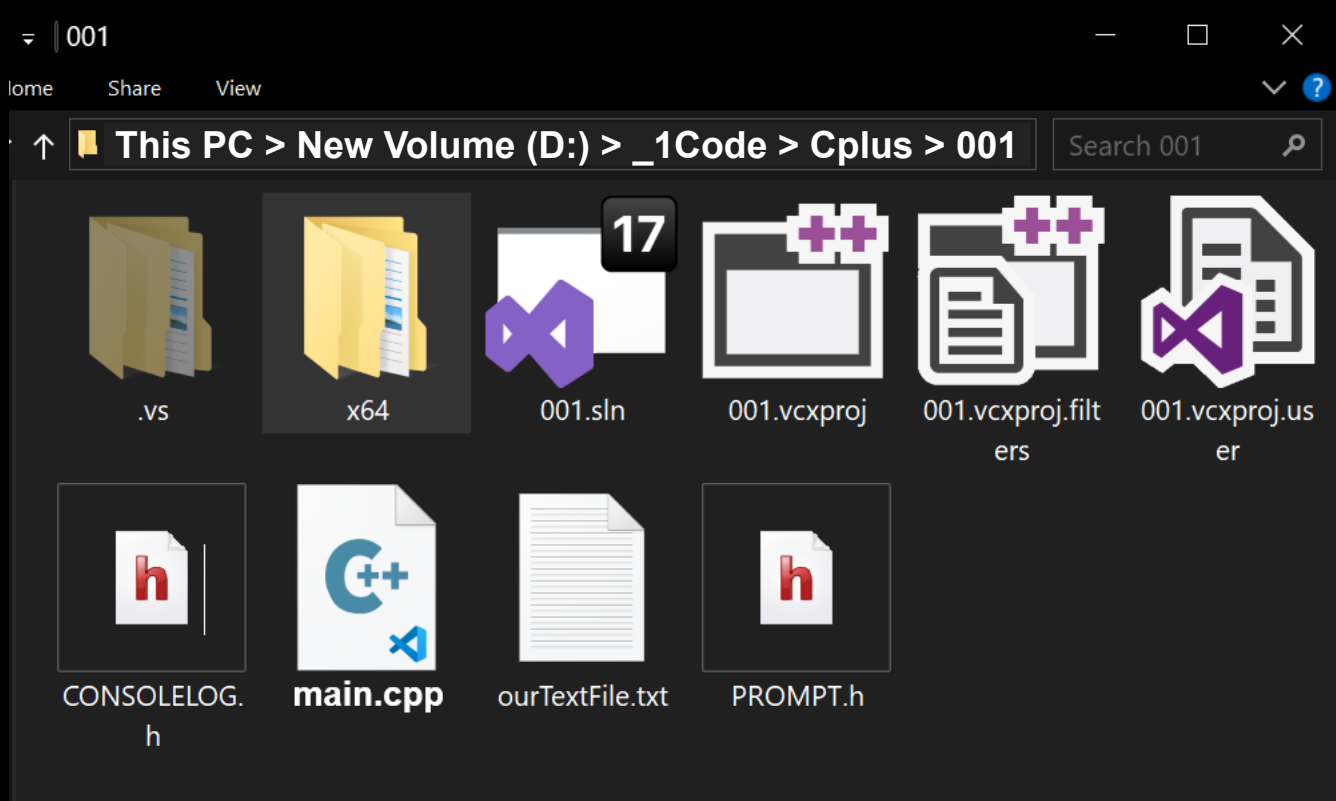 001
Home Share View
?
This PC > New Volume (D:) > _1Code > Cplus > 001
Search 001
17
++
++
.vs
x64
001.sln
001.vcxproj
001.vcxproj.filt
ers
001.vcxproj.us
er
h
C++
h
CONSOLELOG.
h
main.cpp
ourTextFile.txt
PROMPT.h